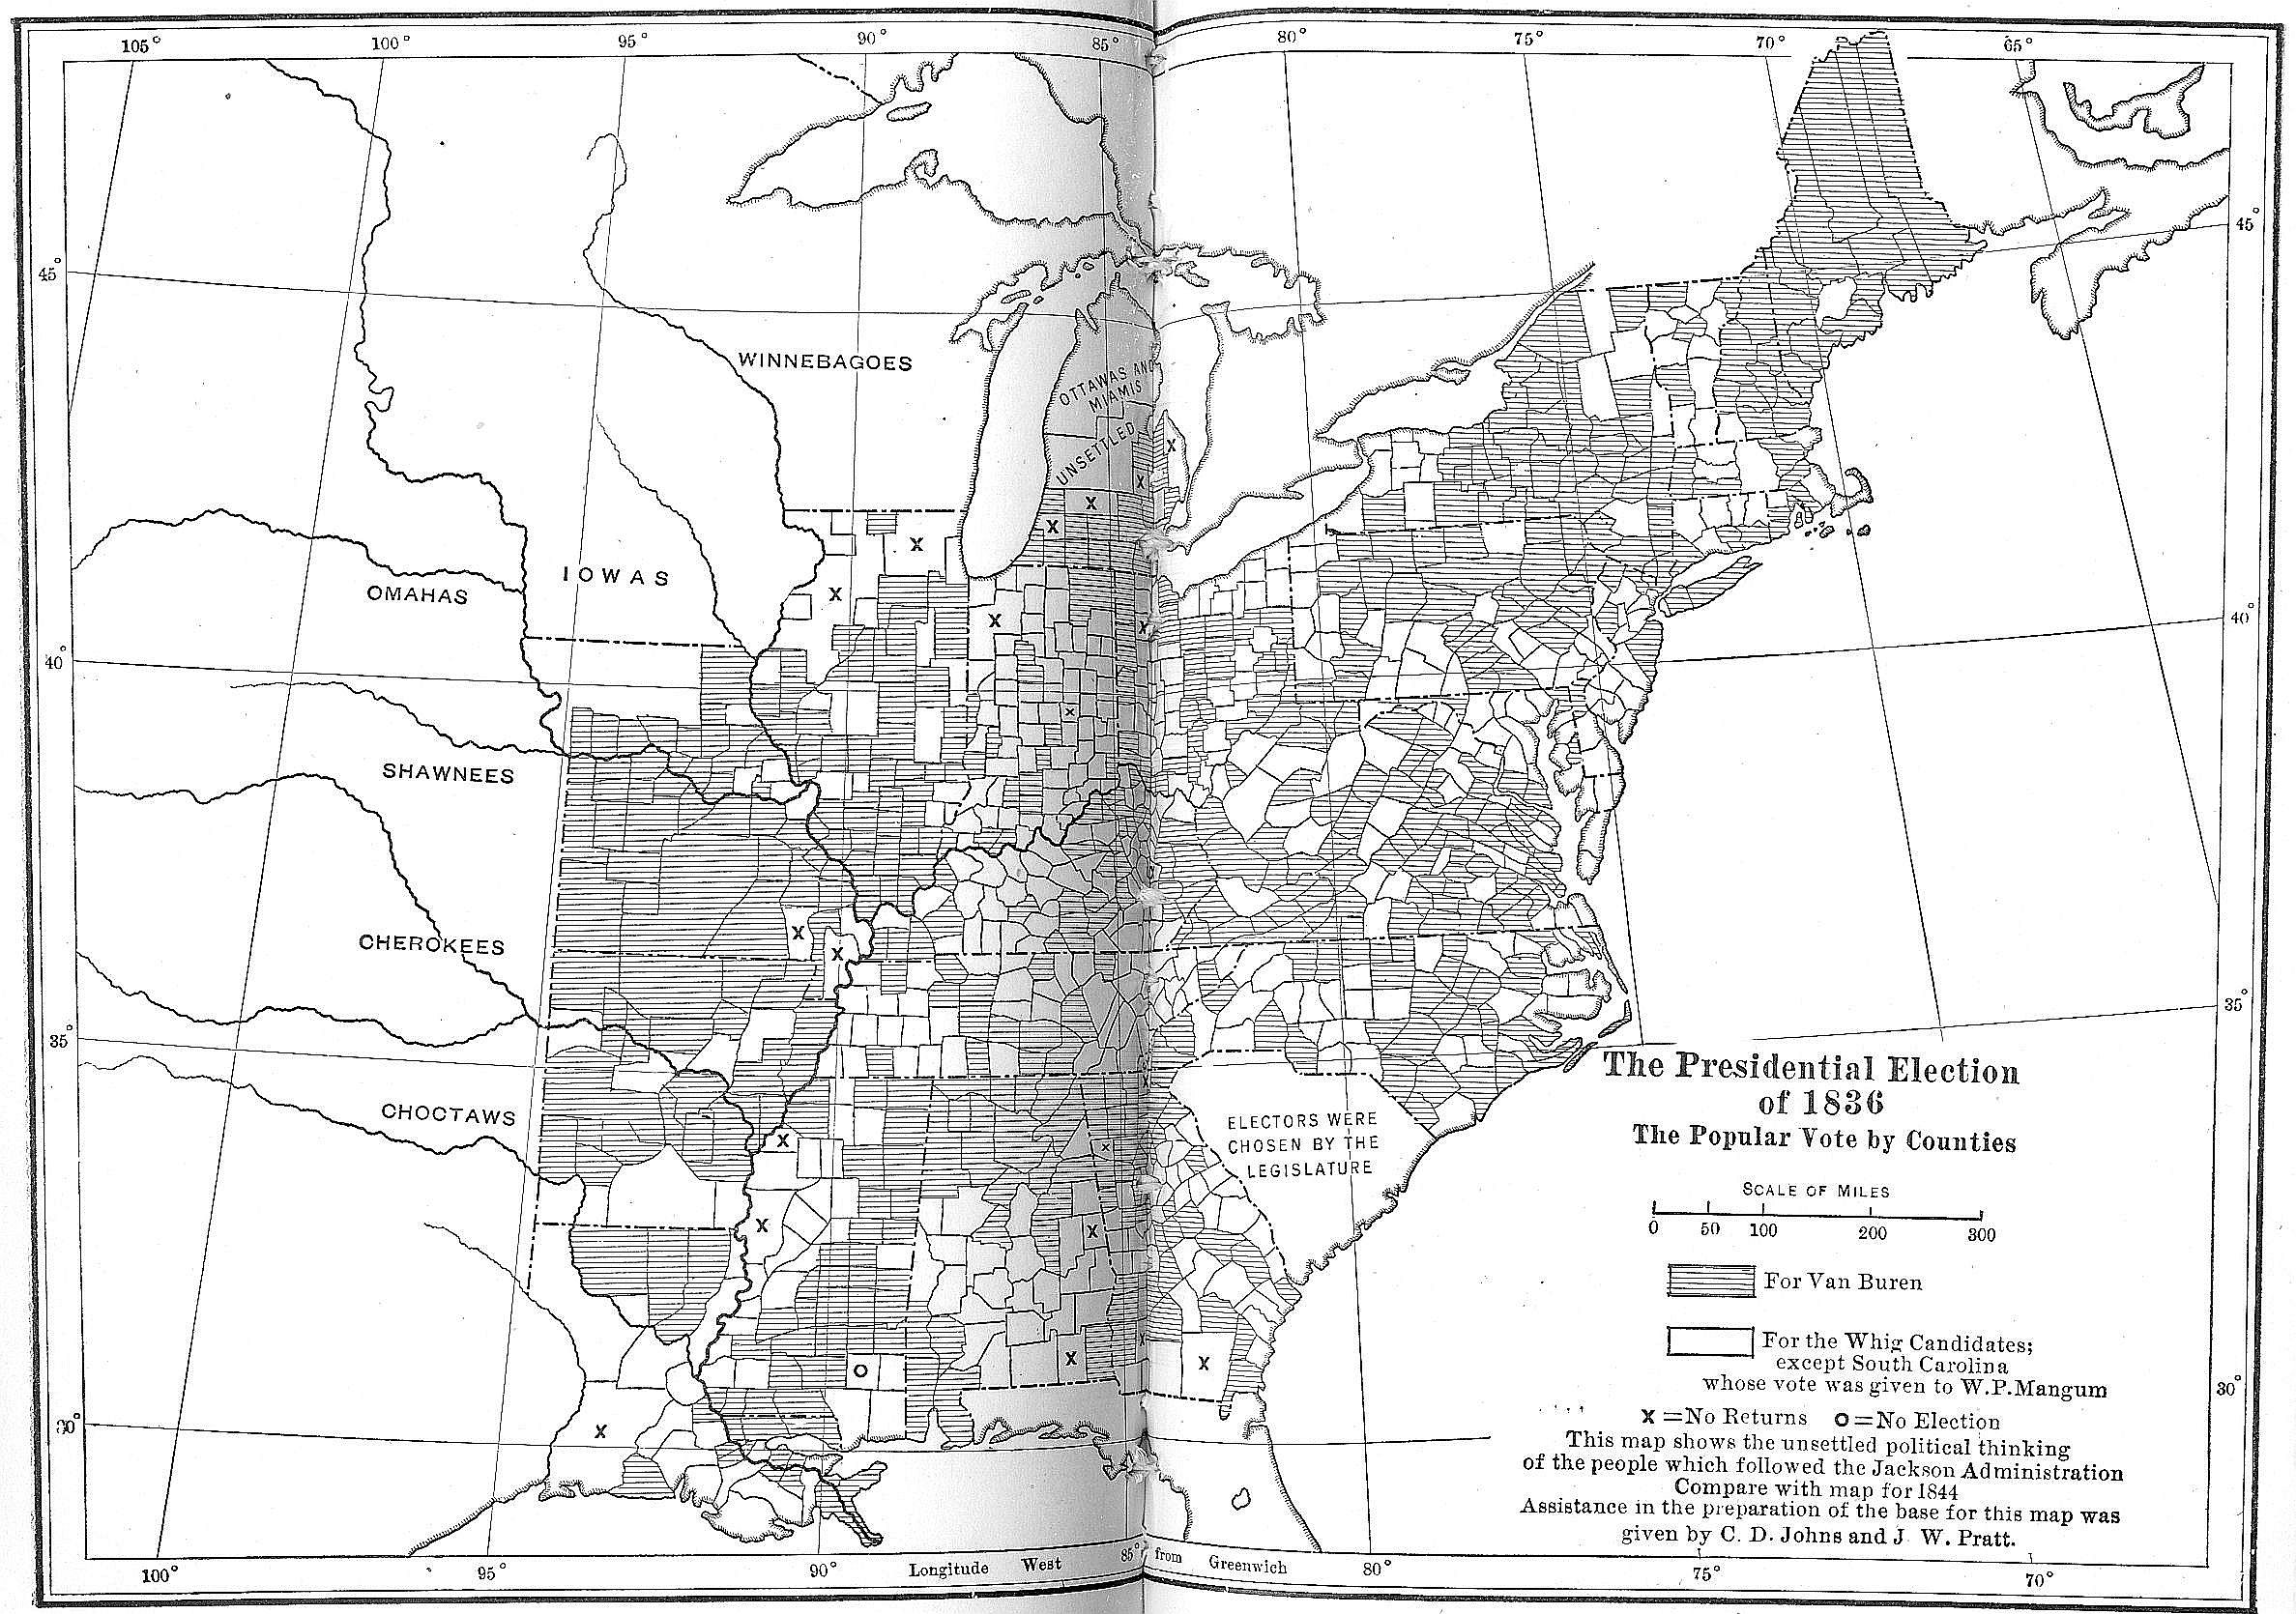 105° 100° 95° 90° 85° 80° 75° 70° 65°
45°
45°
WINNEBAGOES
OTTAWAS AND
MIAMIS
UNSETTLED
X
X
X
X
X
IOWAS
OMAHAS
X
X
X
40°
40°
X
SHAWNEES
CHEROKEES
X
X
35°
35°
The Presidential Election
of 1836
The Popular Vote by Counties
CHOCTAWS
ELECTORS WERE
CHOSEN BY THE
LEGISLATURE
X
X
X
SCALE OF MILES
0 50 100 200 300
X
X
For Van Buren
For the Whig Candidates;
except South Carolina
whose vote was given to W.P.Mangum
X
X
O
30°
30°
X =No Returns O=No Election
X
This map shows the unsettled political thinking
of the people which followed the Jackson Administration
Compare with map for 1844
Assistance in the preparation of the base for this map was
given by C. D. Johns and J. W. Pratt.
100° 95° 90° Longitude West 85° from Greenwich 80° 75° 70°